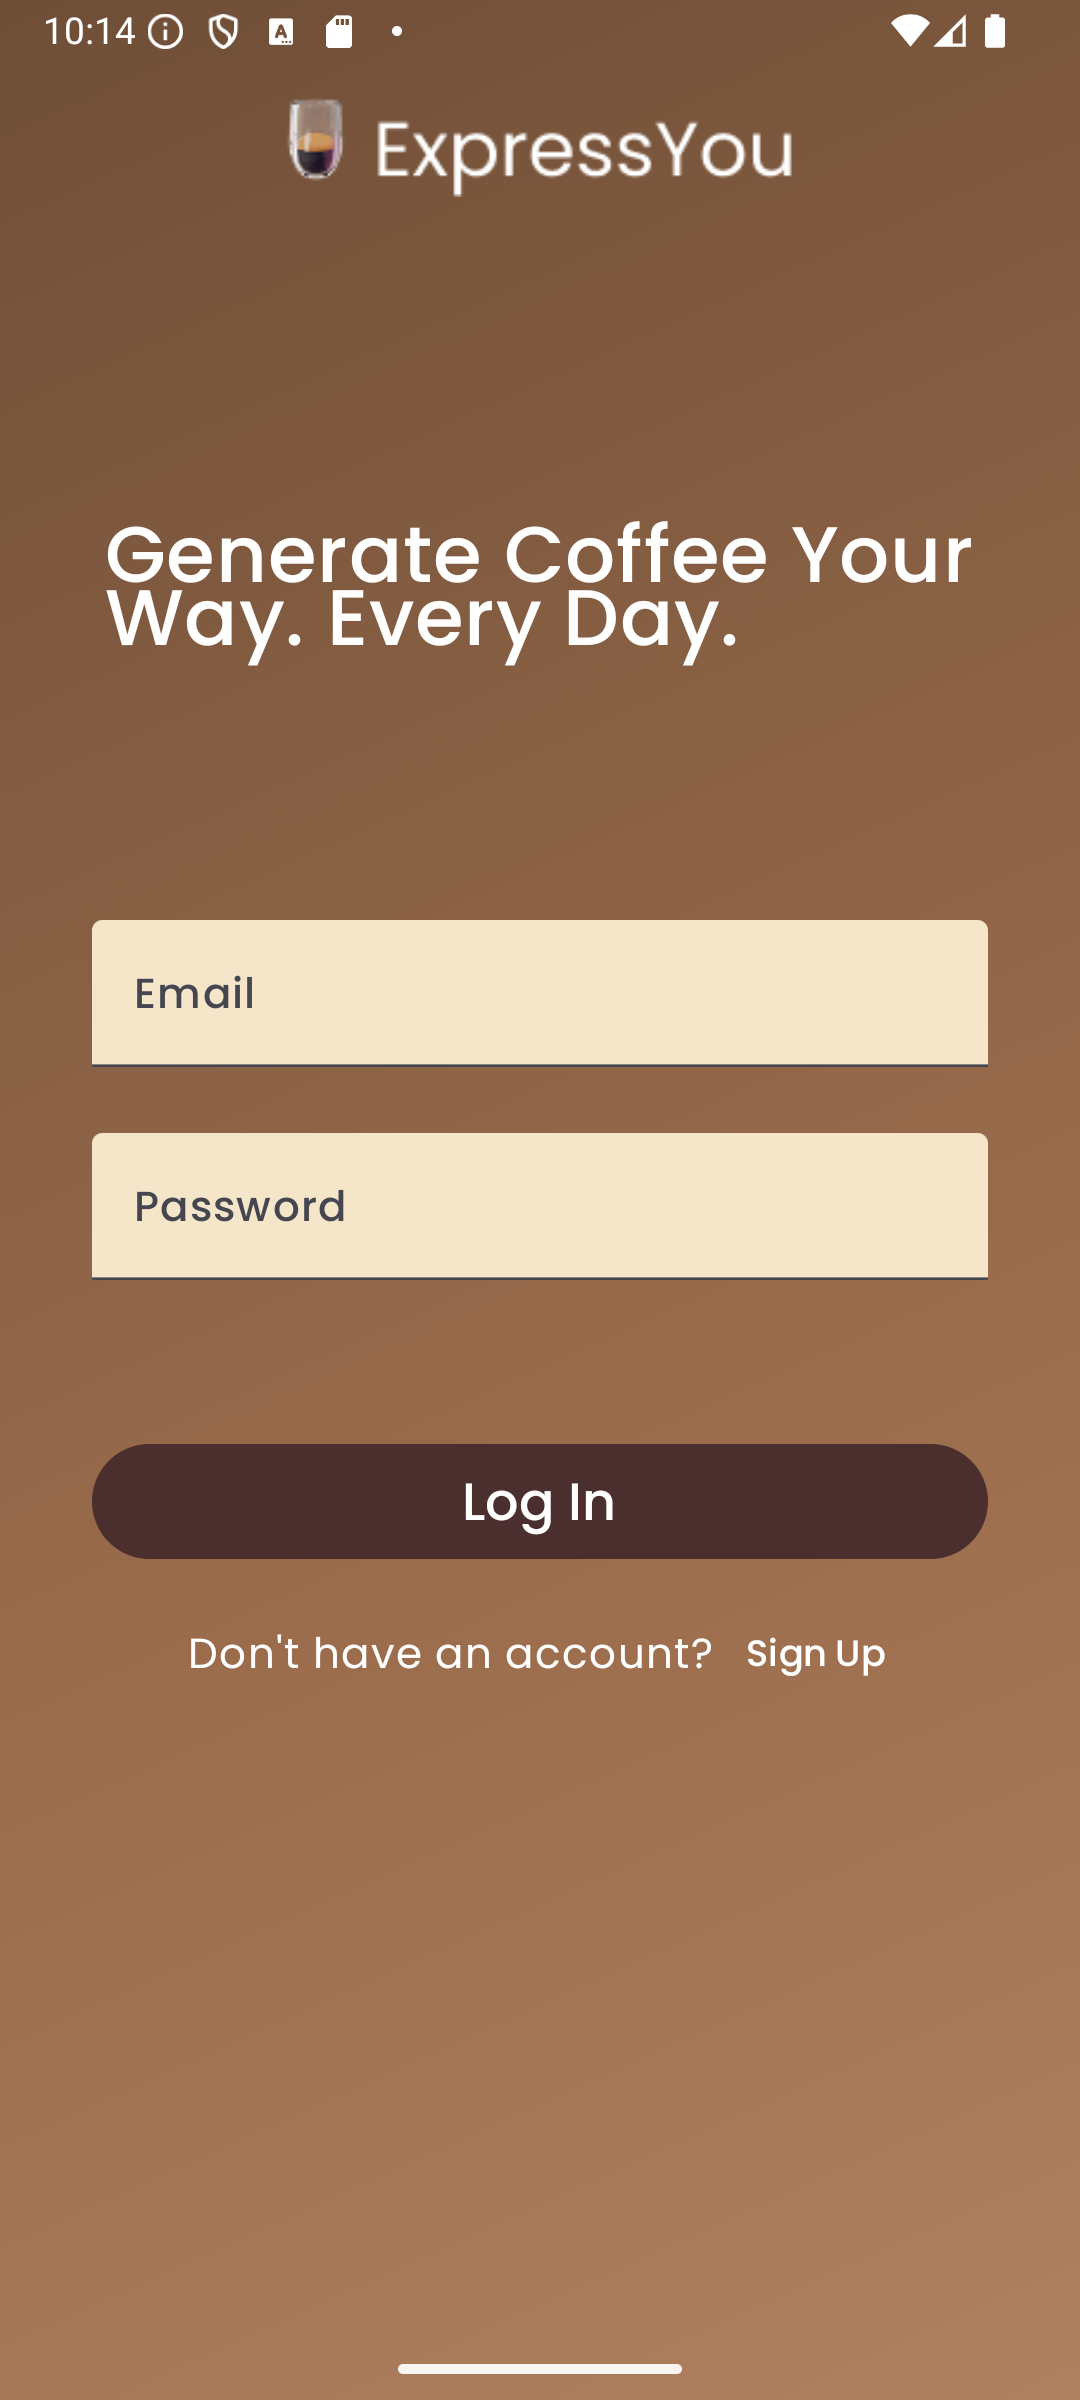 10:14
ExpressYou
Generate Coffee Your
Way. Every Day.
Email
Password
Log In
Don't have an account? Sign Up